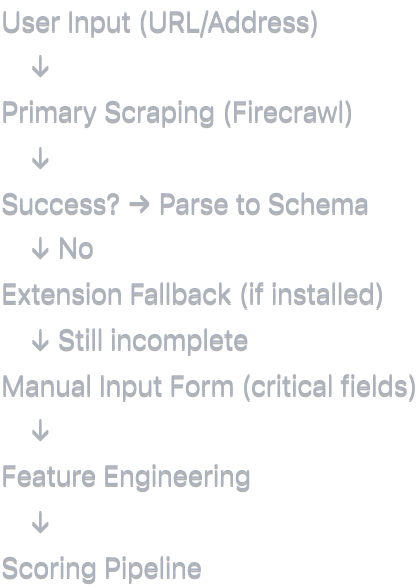 User Input (URL/Address)
↓
Primary Scraping (Firecrawl)
↓
Success? → Parse to Schema
↓ No
Extension Fallback (if installed)
↓ Still incomplete
Manual Input Form (critical fields)
↓
Feature Engineering
↓
Scoring Pipeline